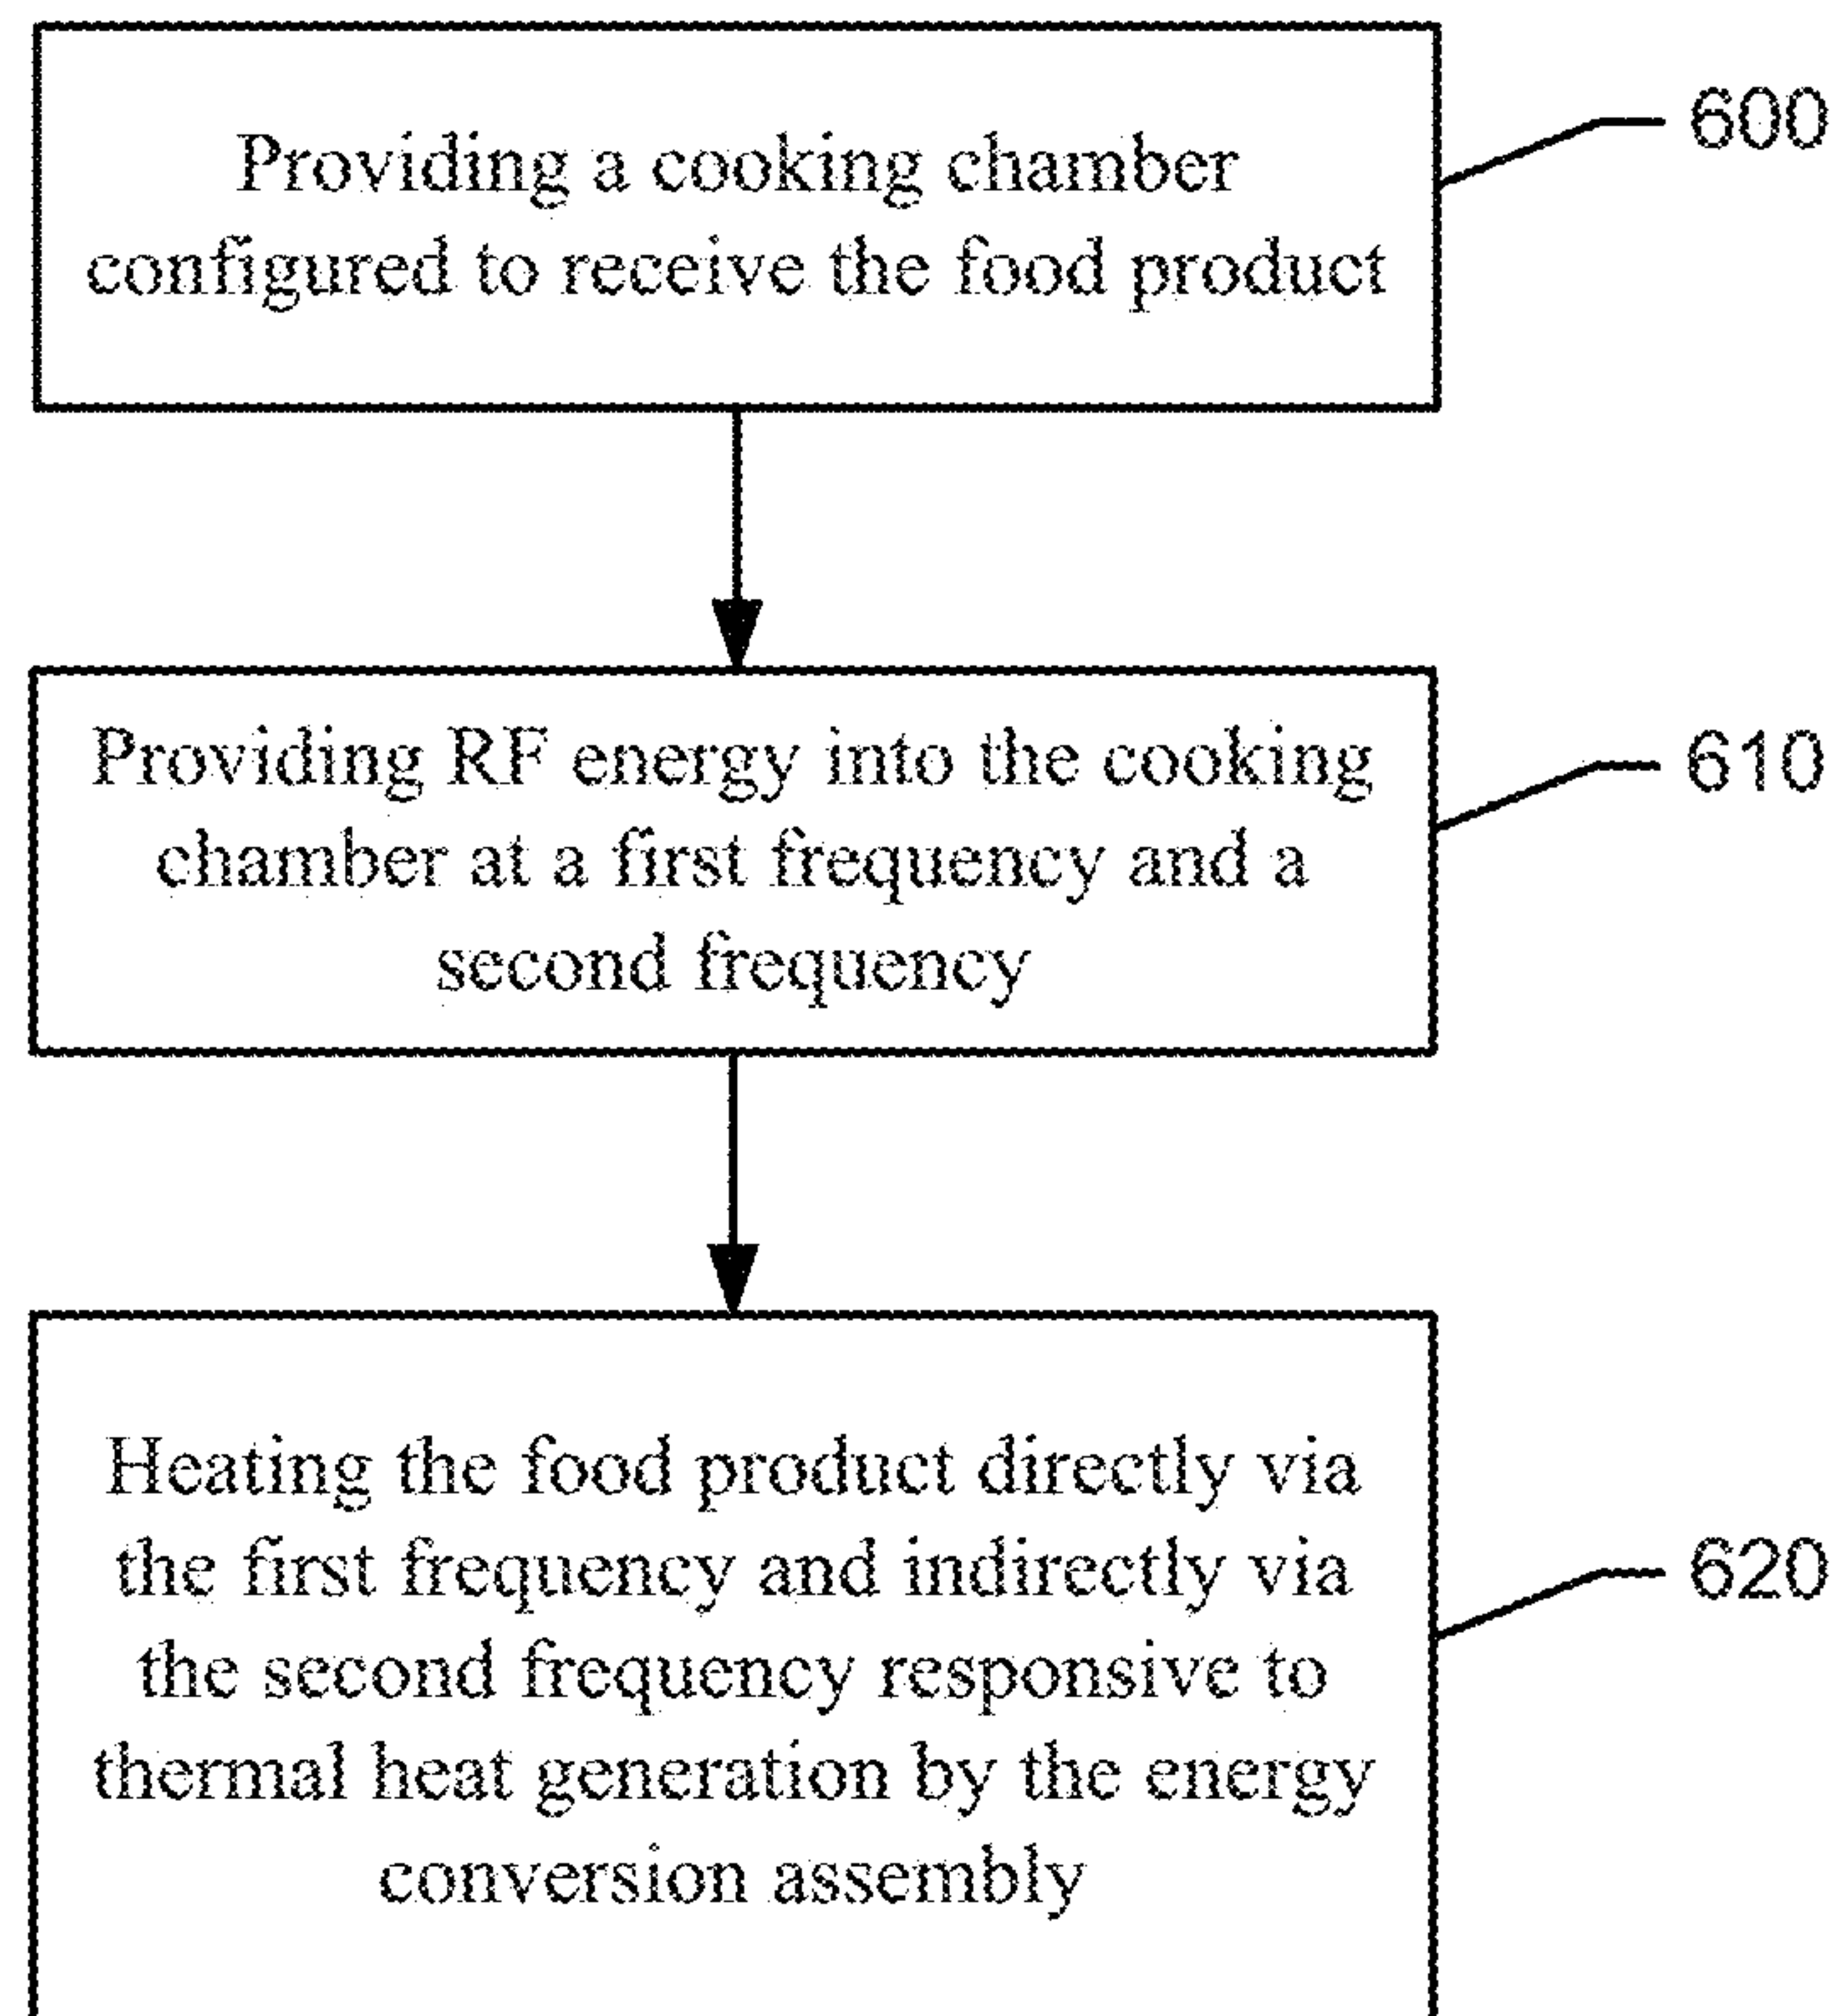 Providing a cooking chamber
configured to receive the food product
600
Providing RF energy into the cooking
chamber at a first frequency and a
second frequency
610
Heating the food product directly via
the first frequency and indirectly via
the second frequency responsive to
thermal heat generation by the energy
conversion assembly
620